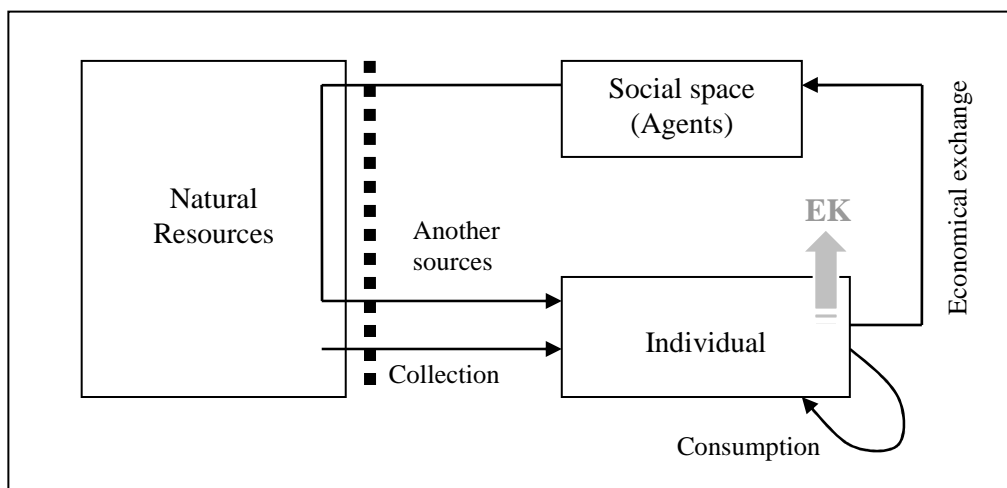 Social space
(Agents)
Economical exchange
Natural
Resources
EK
Another
sources
Individual
Collection
Consumption